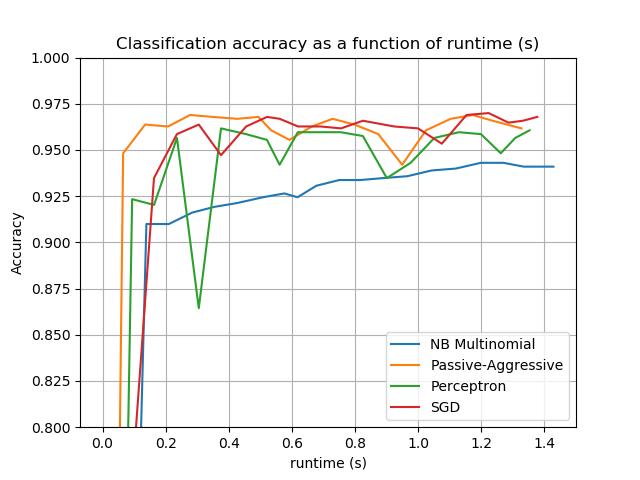 Classification accuracy as a function of runtime (s)
1.000
0.975
0.950
0.925
0.900
0.875
0.850
0.825
0.800
Accuracy
NB Multinomial
Passive-Aggressive
Perceptron
SGD
0.0 0.2 0.4 0.6 0.8 1.0 1.2 1.4
runtime (s)